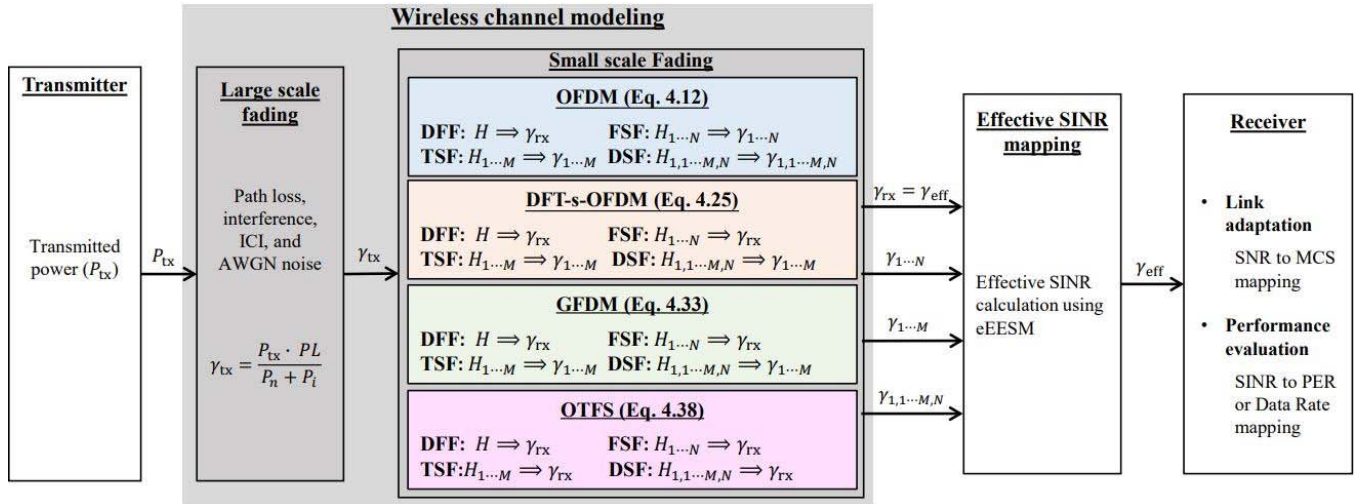 Wireless channel modeling
Transmitter
Transmitted
power (P_tx)
P_tx
Large scale
fading
Path loss,
interference,
ICI, and
AWGN noise
γ_tx = P_tx · PL / P_n + P_i
γ_tx
Small scale Fading
OFDM (Eq. 4.12)
DFF: H ⟹ γ_rx FSF: H_1⋯N ⟹ γ_1⋯N
TSF: H_1⋯M ⟹ γ_1⋯M DSF: H_1,1⋯M,N ⟹ γ_1,1⋯M,N
DFT-s-OFDM (Eq. 4.25)
DFF: H ⟹ γ_rx FSF: H_1⋯N ⟹ γ_rx
TSF: H_1⋯M ⟹ γ_1⋯M DSF: H_1,1⋯M,N ⟹ γ_1⋯M
GFDM (Eq. 4.33)
DFF: H ⟹ γ_rx FSF: H_1⋯N ⟹ γ_rx
TSF: H_1⋯M ⟹ γ_1⋯M DSF: H_1,1⋯M,N ⟹ γ_1⋯M
OTFS (Eq. 4.38)
DFF: H ⟹ γ_rx FSF: H_1⋯N ⟹ γ_rx
TSF:H_1⋯M ⟹ γ_rx DSF: H_1,1⋯M,N ⟹ γ_rx
γ_rx = γ_eff
γ_1⋯N
γ_1⋯M
γ_1,1⋯M,N
Effective SINR
mapping
Effective SINR
calculation using
eEESM
γ_eff
Receiver
• Link
adaptation
SNR to MCS
mapping
• Performance
evaluation
SINR to PER
or Data Rate
mapping